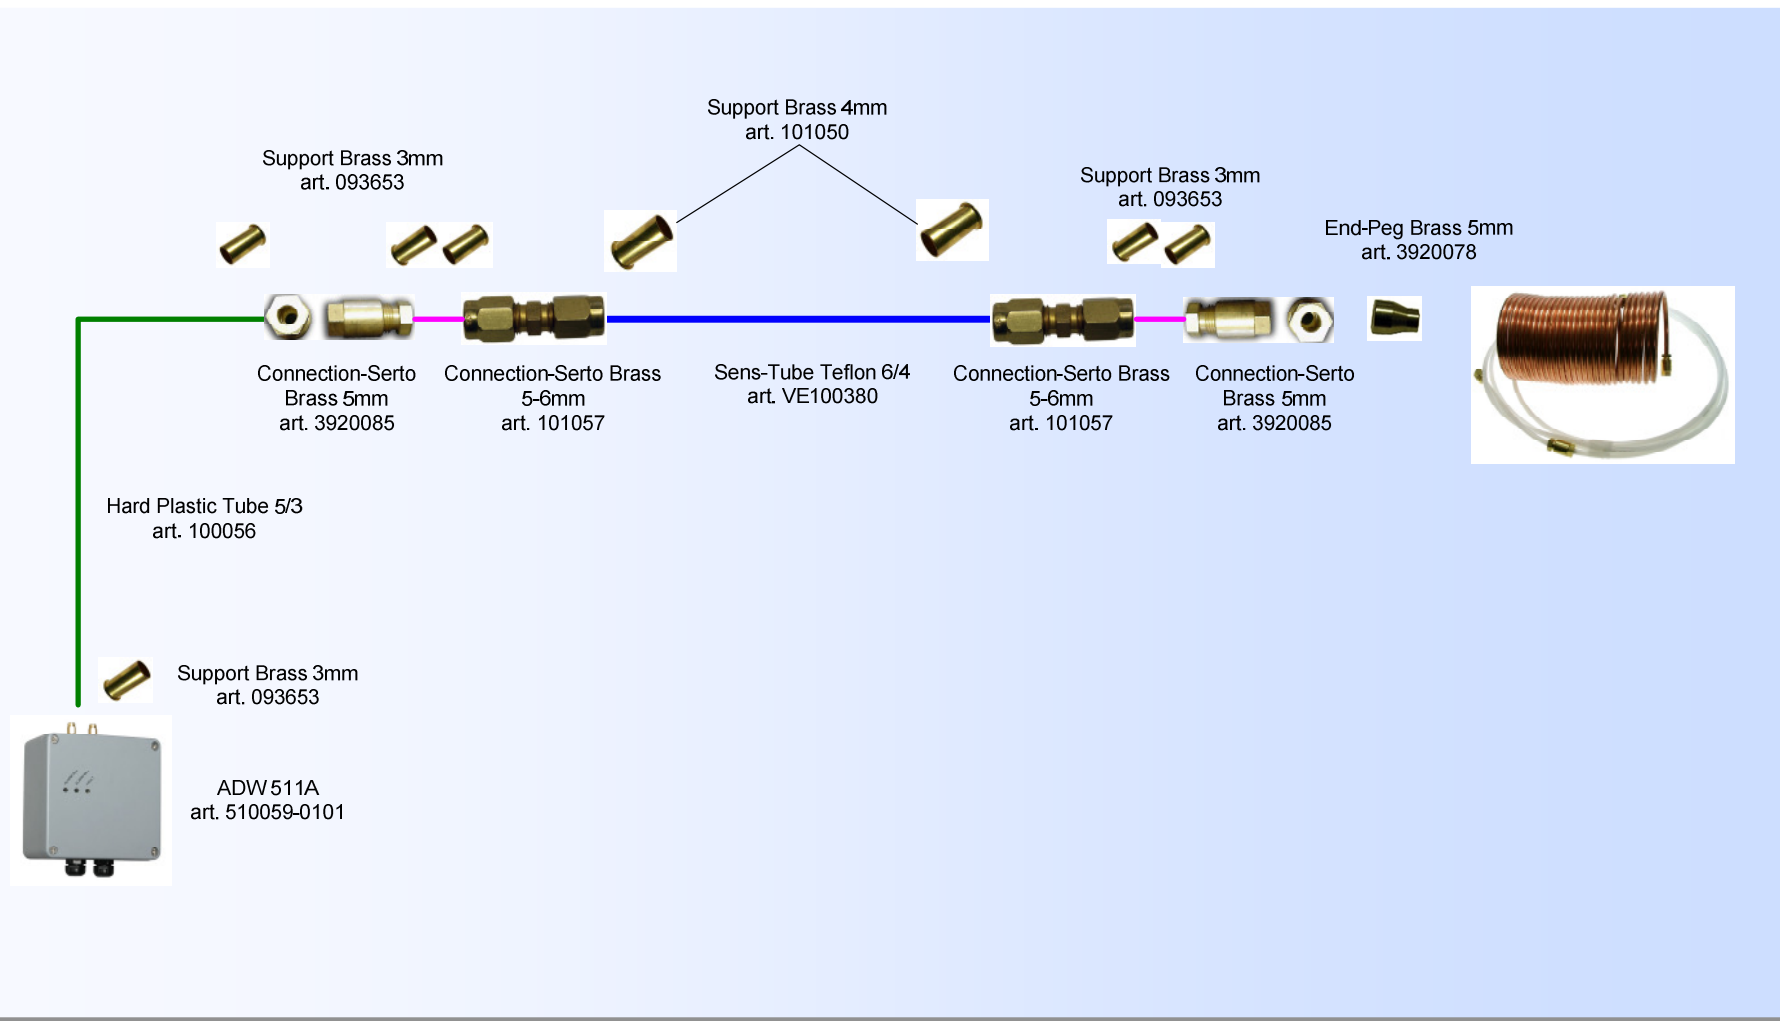 Support Brass 4mm
art. 101050
Support Brass 3mm
art. 093653
Support Brass 3mm
art. 093653
End-Peg Brass 5mm
art. 3920078
Connection-Serto
Brass 5mm
art. 3920085
Connection-Serto Brass
5-6mm
art. 101057
Sens-Tube Teflon 6/4
art. VE100380
Connection-Serto Brass
5-6mm
art. 101057
Connection-Serto
Brass 5mm
art. 3920085
Hard Plastic Tube 5/3
art. 100056
Support Brass 3mm
art. 093653
ADW 511A
art. 510059-0101